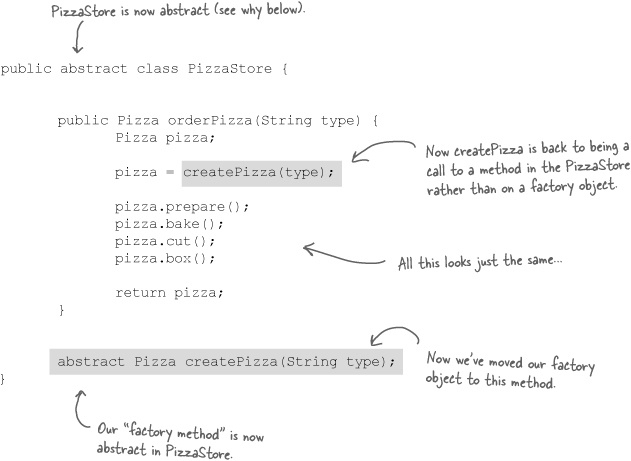 PizzaStore is now abstract (see why below).
public abstract class PizzaStore {
public Pizza orderPizza(String type) {
Pizza pizza;
pizza = createPizza(type);
Now createPizza is back to being a
call to a method in the PizzaStore
rather than on a factory object.
pizza.prepare();
pizza.bake();
pizza.cut();
pizza.box();
All this looks just the same...
return pizza;
}
abstract Pizza createPizza(String type);
Now we've moved our factory
object to this method.
}
Our "factory method" is now
abstract in PizzaStore.